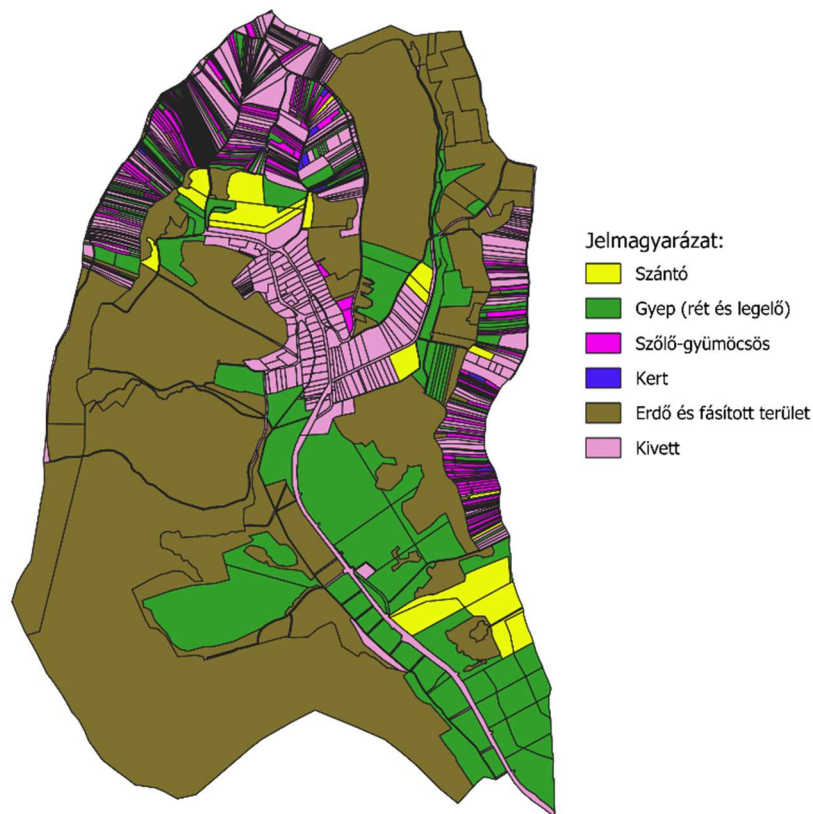 Jelmagyarázat:
Szántó
Gyep (rét és legelő)
Szőlő-gyümöcsös
Kert
Erdő és fásított terület
Kivett